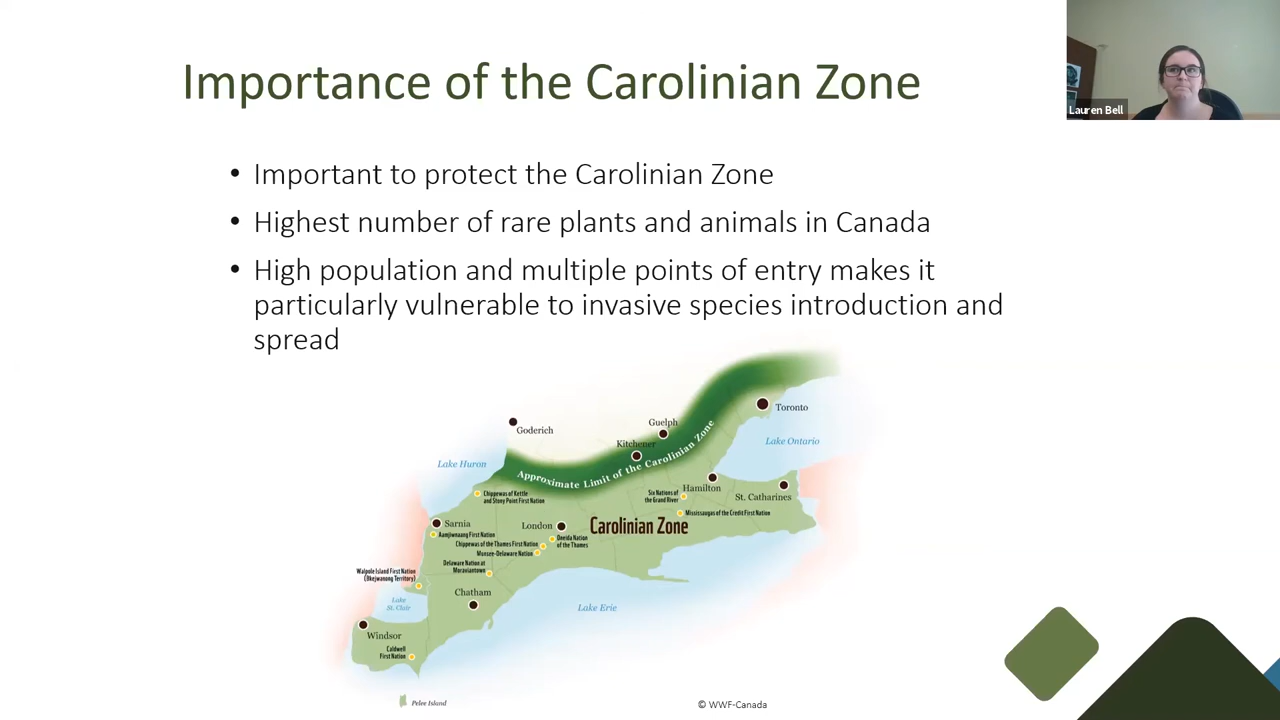 Importance of the Carolinian Zone
Lauren Bell
• Important to protect the Carolinian Zone
• Highest number of rare plants and animals in Canada
• High population and multiple points of entry makes it
particularly vulnerable to invasive species introduction and
spread
Toronto
Goderich
Guelph
Kitchener
Lake Ontario
Lake Huron
Approximate Limit of the Carolinian Zone
Chippewas of Kettle
and Stony Point First Nation
Six Nations of
the Grand River
Hamilton
St. Catharines
Mississaugas of the Credit First Nation
Sarnia
Aamjiwnaang First Nation
London
Carolinian Zone
Oneida Nation
of the Thames
Chippewas of the Thames First Nation
Munsee-Delaware Nation
Delaware Nation at
Moraviantown
Walpole Island First Nation
(Bkejwanong Territory)
Chatham
Lake
St. Clair
Lake Erie
Windsor
Caldwell
First Nation
Pelee Island
© WWF-Canada